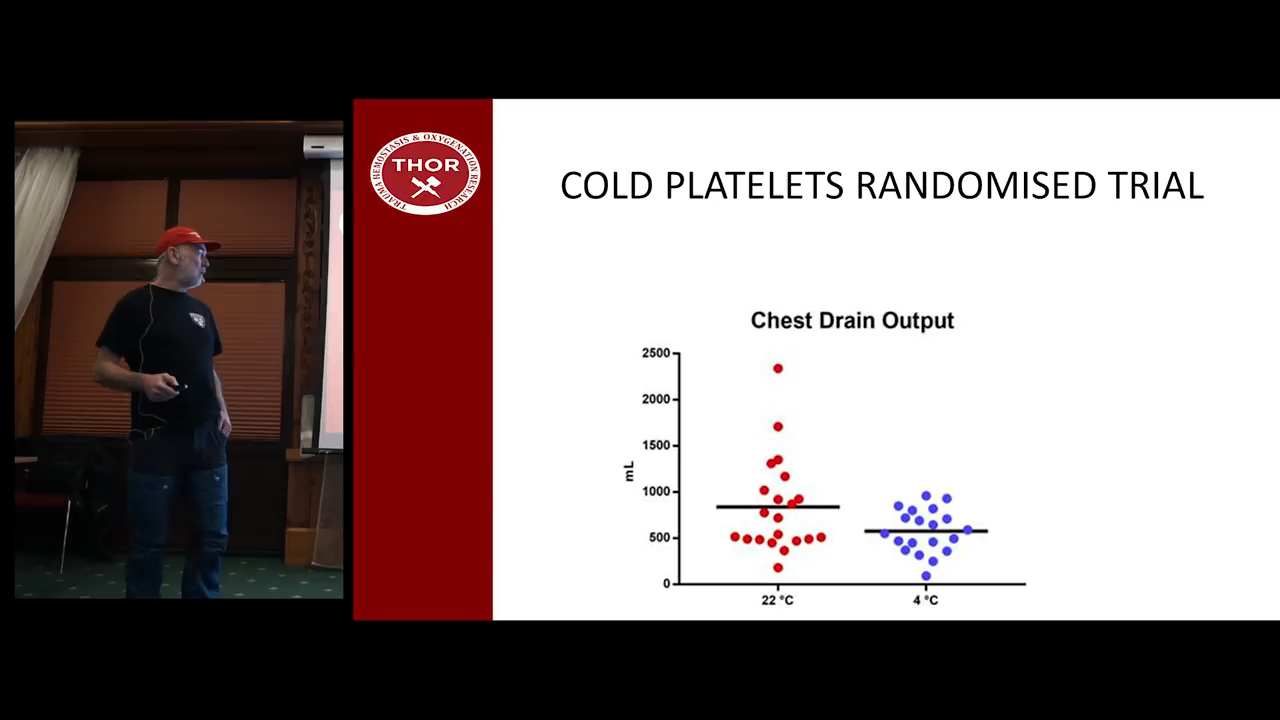 TRAUMA HEMOSTASIS & OXYGENATION RESEARCH
THOR
COLD PLATELETS RANDOMISED TRIAL
Chest Drain Output
mL
2500
2000
1500
1000
500
0
22 °C
4 °C